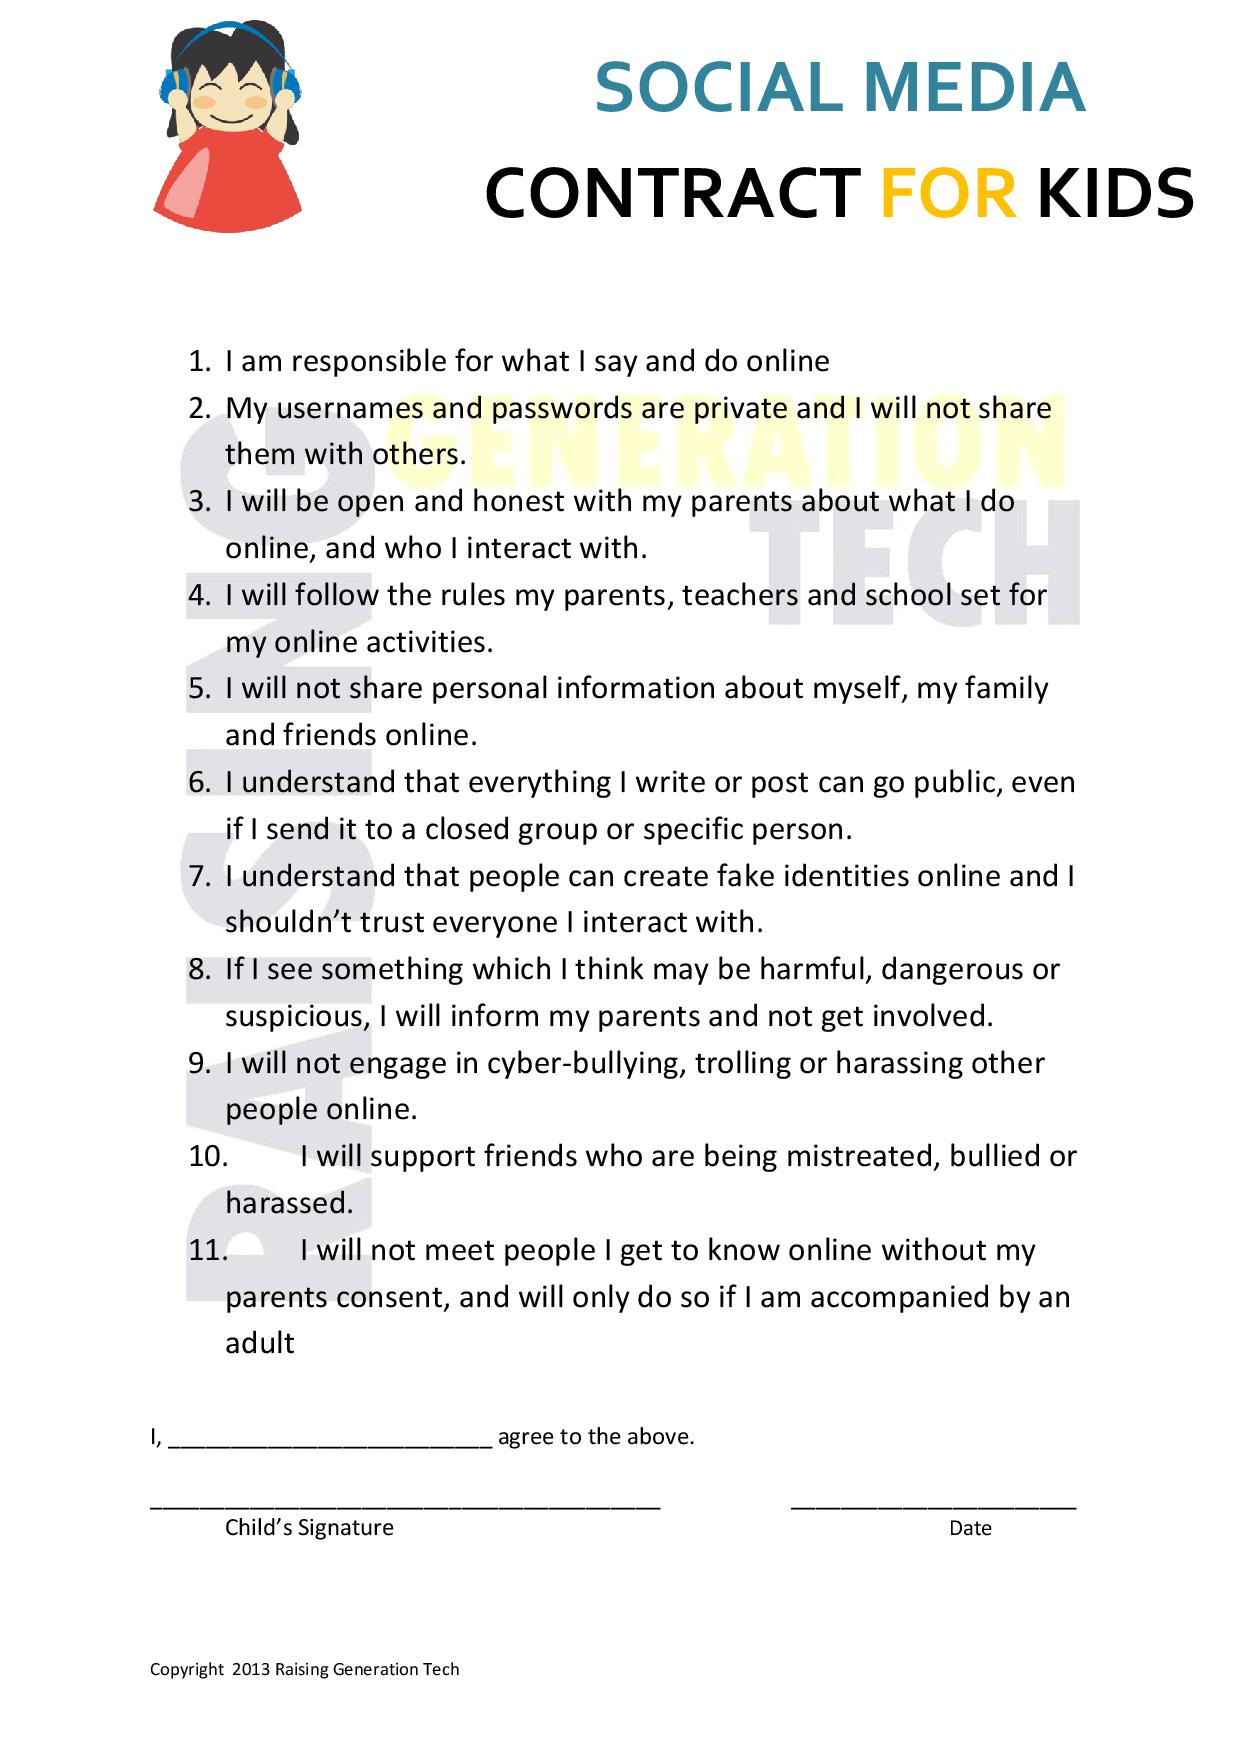 SOCIAL MEDIA
CONTRACT FOR KIDS
1. I am responsible for what I say and do online
2. My usernames and passwords are private and I will not share
them with others.
3. I will be open and honest with my parents about what I do
online, and who I interact with.
4. I will follow the rules my parents, teachers and school set for
my online activities.
5. I will not share personal information about myself, my family
and friends online.
6. I understand that everything I write or post can go public, even
if I send it to a closed group or specific person.
7. I understand that people can create fake identities online and I
shouldn’t trust everyone I interact with.
8. If I see something which I think may be harmful, dangerous or
suspicious, I will inform my parents and not get involved.
9. I will not engage in cyber-bullying, trolling or harassing other
people online.
10. I will support friends who are being mistreated, bullied or
harassed.
11. I will not meet people I get to know online without my
parents consent, and will only do so if I am accompanied by an
adult
RAISING
GENERATION
TECH
I, __________________________ agree to the above.
_________________________________________ _______________________
Child’s Signature Date
Copyright 2013 Raising Generation Tech